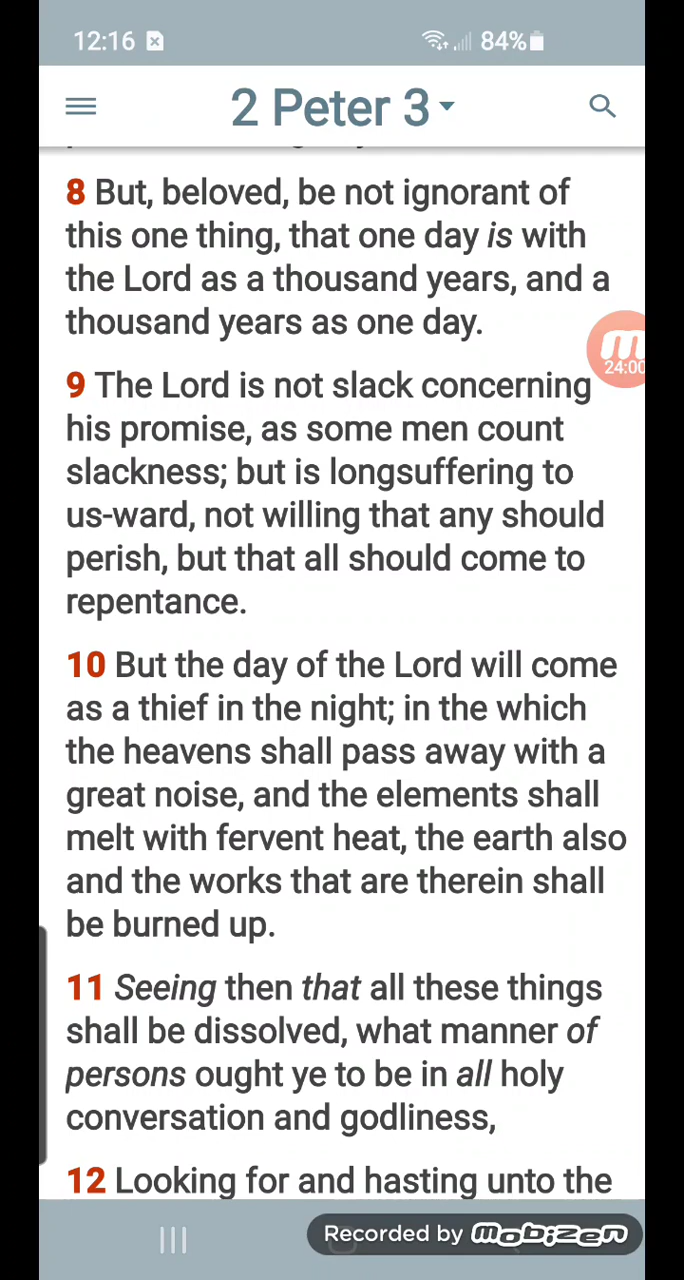 12:16
84%
2 Peter 3
8 But, beloved, be not ignorant of
this one thing, that one day is with
the Lord as a thousand years, and a
thousand years as one day.
24:00
9 The Lord is not slack concerning
his promise, as some men count
slackness; but is longsuffering to
us-ward, not willing that any should
perish, but that all should come to
repentance.
10 But the day of the Lord will come
as a thief in the night; in the which
the heavens shall pass away with a
great noise, and the elements shall
melt with fervent heat, the earth also
and the works that are therein shall
be burned up.
11 Seeing then that all these things
shall be dissolved, what manner of
persons ought ye to be in all holy
conversation and godliness,
12 Looking for and hasting unto the
Recorded by mobizen